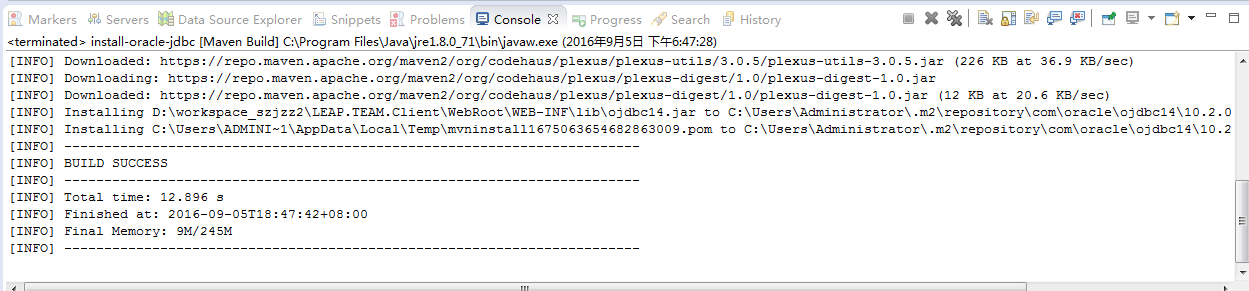 Markers Servers Data Source Explorer Snippets Problems Console Progress Search History
<terminated> install-oracle-jdbc [Maven Build] C:\Program Files\Java\jre1.8.0_71\bin\javaw.exe (2016年9月5日 下午6:47:28)
[INFO] Downloaded: https://repo.maven.apache.org/maven2/org/codehaus/plexus/plexus-utils/3.0.5/plexus-utils-3.0.5.jar (226 KB at 36.9 KB/sec)
[INFO] Downloading: https://repo.maven.apache.org/maven2/org/codehaus/plexus/plexus-digest/1.0/plexus-digest-1.0.jar
[INFO] Downloaded: https://repo.maven.apache.org/maven2/org/codehaus/plexus/plexus-digest/1.0/plexus-digest-1.0.jar (12 KB at 20.6 KB/sec)
[INFO] Installing D:\workspace_szjzz2\LEAP.TEAM.Client\WebRoot\WEB-INF\lib\ojdbc14.jar to C:\Users\Administrator\.m2\repository\com\oracle\ojdbc14\10.2.0
[INFO] Installing C:\Users\ADMINI~1\AppData\Local\Temp\mvninstall1675063654682863009.pom to C:\Users\Administrator\.m2\repository\com\oracle\ojdbc14\10.2
[INFO] ------------------------------------------------------------------------
[INFO] BUILD SUCCESS
[INFO] ------------------------------------------------------------------------
[INFO] Total time: 12.896 s
[INFO] Finished at: 2016-09-05T18:47:42+08:00
[INFO] Final Memory: 9M/245M
[INFO] ------------------------------------------------------------------------